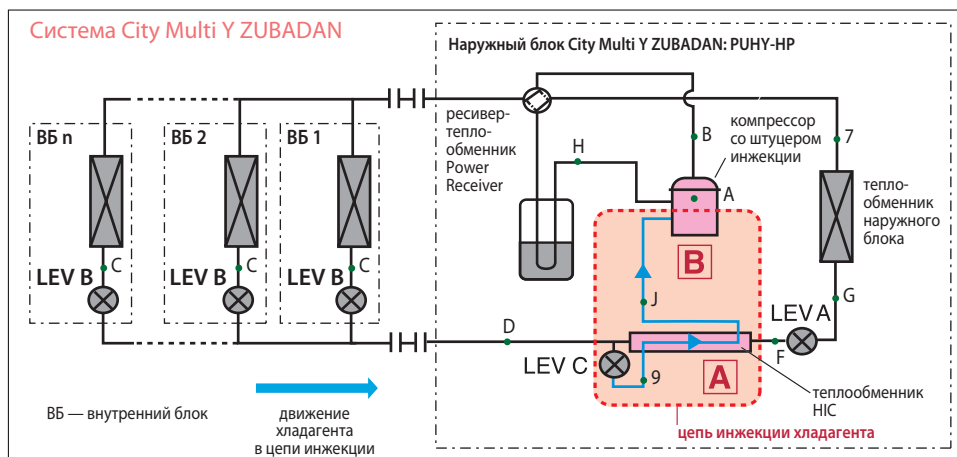 Система City Multi Y ZUBADAN
Наружный блок City Multi Y ZUBADAN: PUHY-HP
ресивер-
тепло-
обменник
Power
Receiver
компрессор
со штуцером
инжекции
B
7
H
A
ВБ n
ВБ 2
ВБ 1
тепло-
обменник
наружного
блока
B
LEV B
C
LEV B
C
LEV B
C
J
G
LEV A
D
F
LEV C
9
A
теплообменник
HIC
ВБ — внутренний блок
движение
хладагента
в цепи инжекции
цепь инжекции хладагента